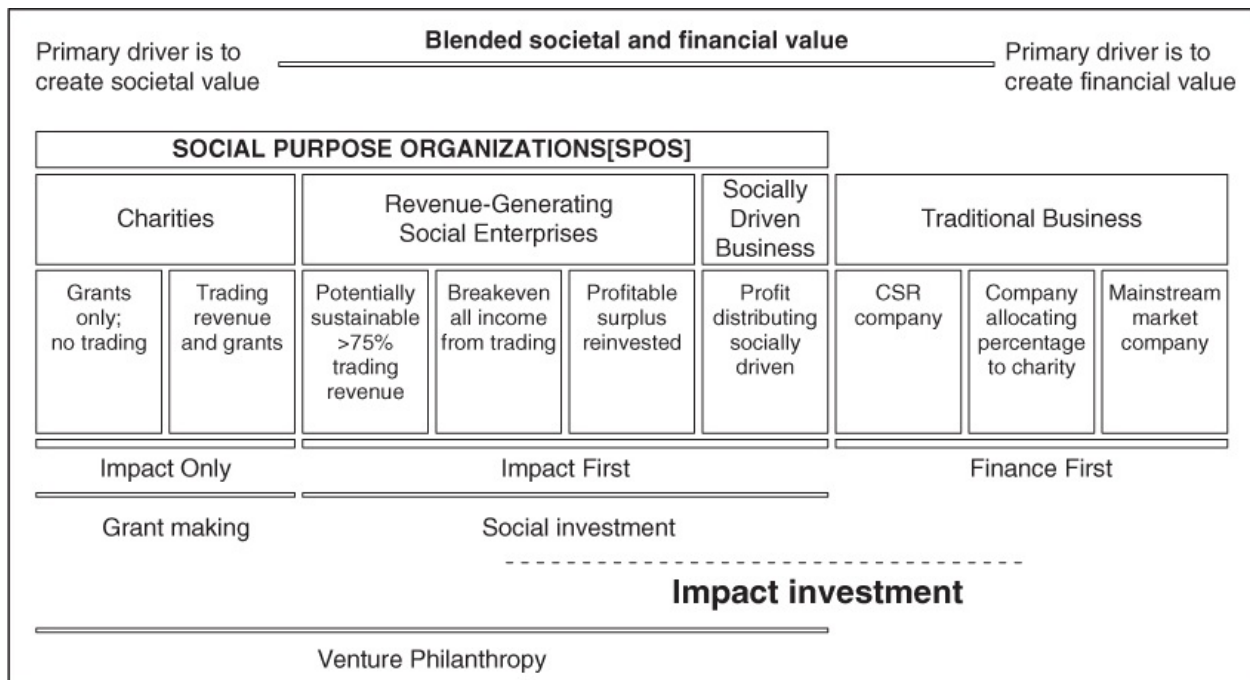 Primary driver is to
create societal value
Blended societal and financial value
Primary driver is to
create financial value
SOCIAL PURPOSE ORGANIZATIONS[SPOS]
Charities
Revenue-Generating
Social Enterprises
Socially
Driven
Business
Traditional Business
Grants
only;
no trading
Trading
revenue
and grants
Potentially
sustainable
>75%
trading
revenue
Breakeven
all income
from trading
Profitable
surplus
reinvested
Profit
distributing
socially
driven
CSR
company
Company
allocating
percentage
to charity
Mainstream
market
company
Impact Only
Impact First
Finance First
Grant making
Social investment
Impact investment
Venture Philanthropy